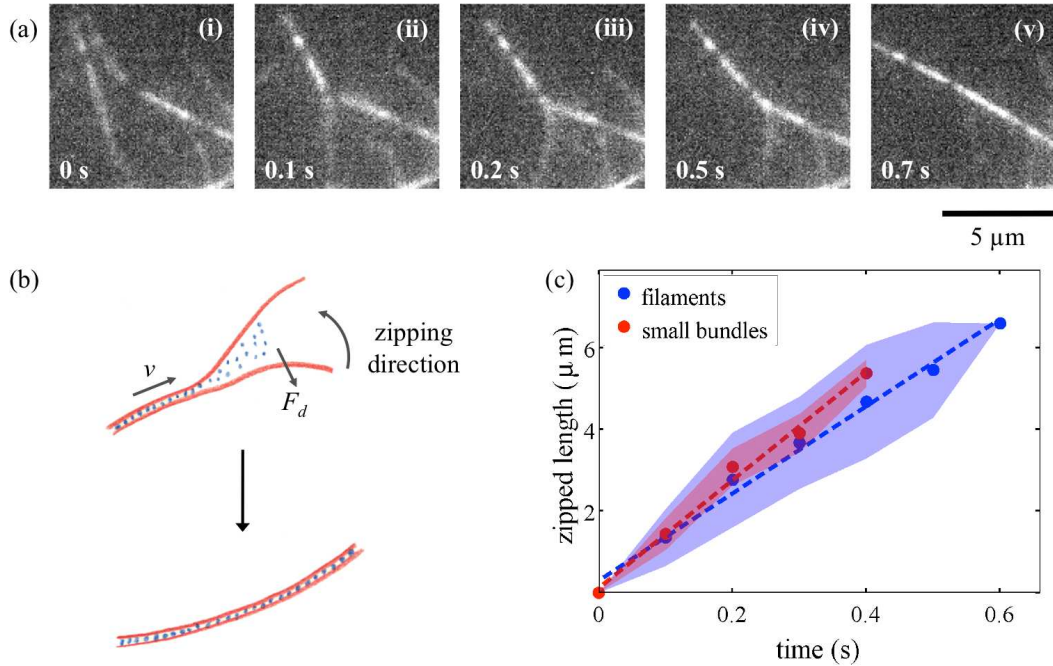 (a)
(i)
(ii)
(iii)
(iv)
(v)
0 s
0.1 s
0.2 s
0.5 s
0.7 s
5 µm
(b)
v
F_d
zipping
direction
(c)
filaments
small bundles
zipped length (µm)
6
4
2
0
0.2
0.4
0.6
time (s)